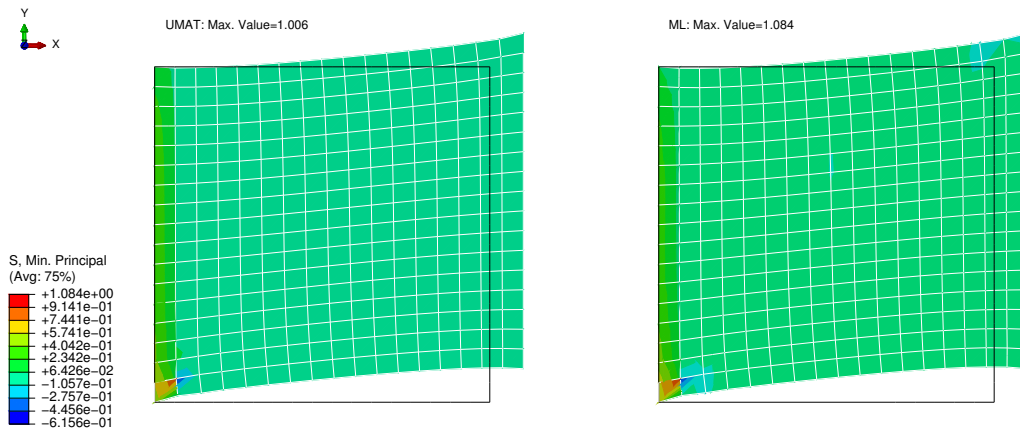 Y
X
UMAT: Max. Value=1.006
ML: Max. Value=1.084
S, Min. Principal
(Avg: 75%)
+1.084e+00
+9.141e−01
+7.441e−01
+5.741e−01
+4.042e−01
+2.342e−01
+6.426e−02
−1.057e−01
−2.757e−01
−4.456e−01
−6.156e−01